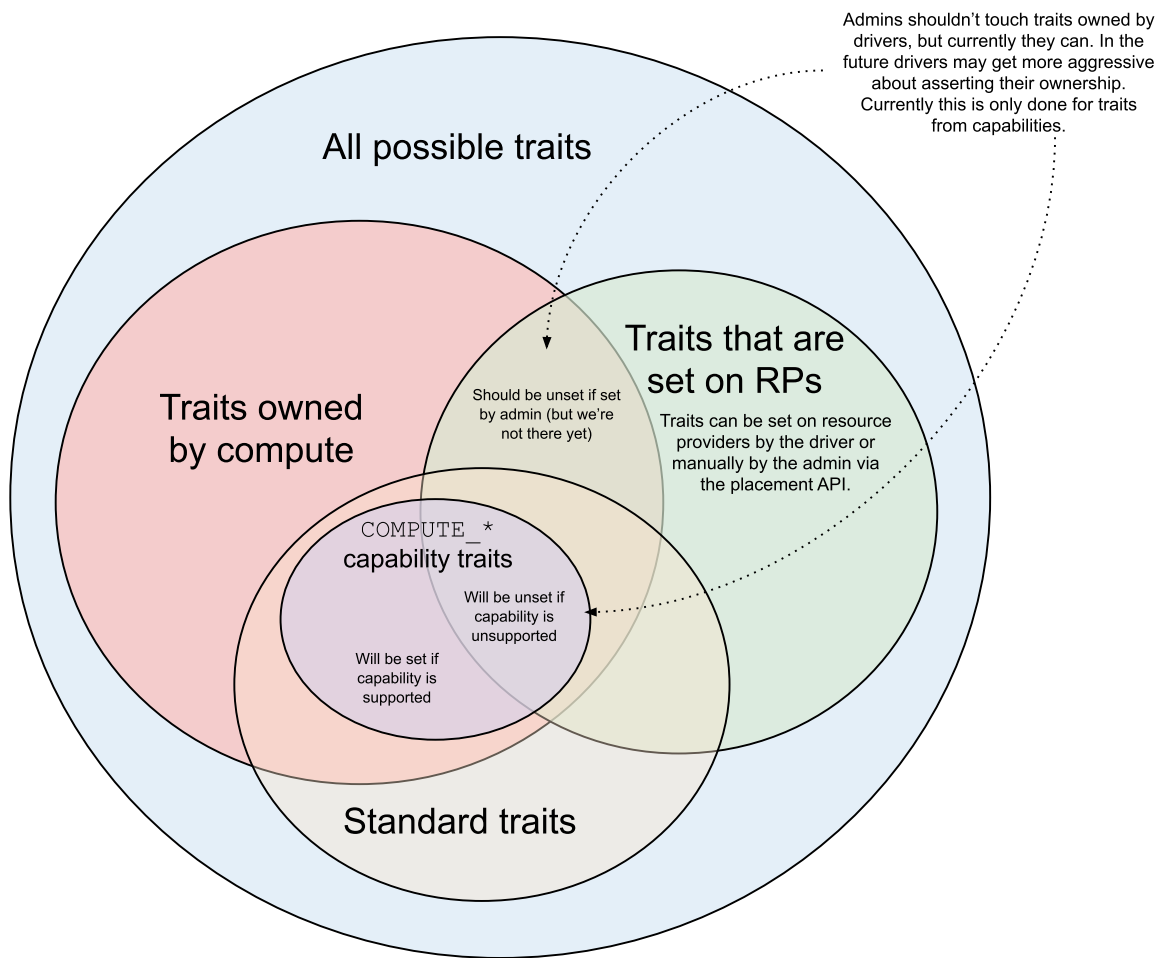 Admins shouldn’t touch traits owned by
drivers, but currently they can. In the
future drivers may get more aggressive
about asserting their ownership.
Currently this is only done for traits
from capabilities.
All possible traits
Traits that are
set on RPs
Traits can be set on resource
providers by the driver or
manually by the admin via
the placement API.
Traits owned
by compute
Should be unset if set
by admin (but we’re
not there yet)
COMPUTE_*
capability traits
Will be unset if
capability is
unsupported
Will be set if
capability is
supported
Standard traits